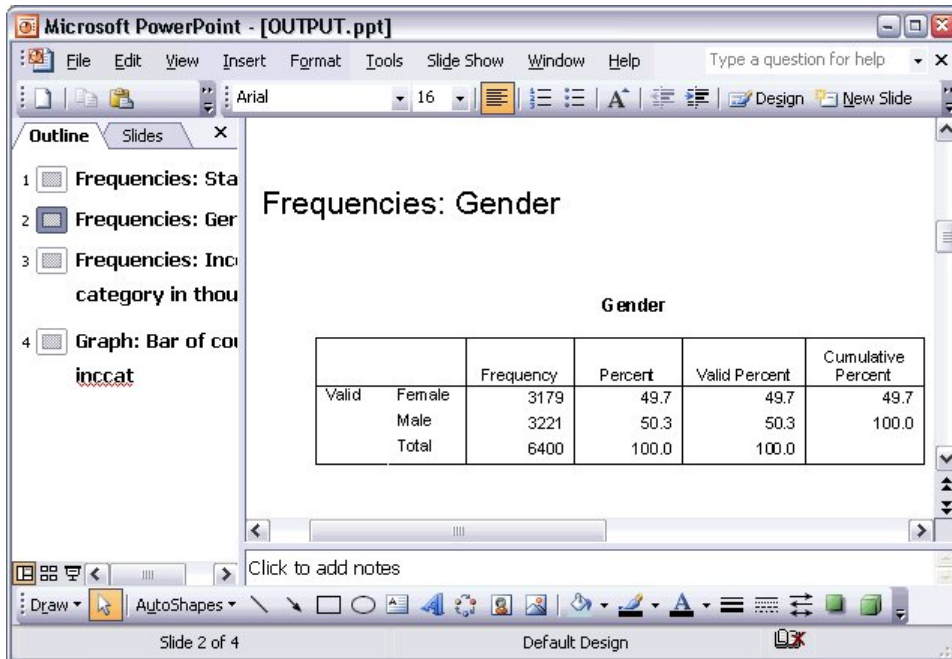 Microsoft PowerPoint - [OUTPUT.ppt]
File Edit View Insert Format Tools Slide Show Window Help Type a question for help
Arial 16 Design New Slide
Outline Slides
1 Frequencies: Sta
2 Frequencies: Ger
3 Frequencies: Inc
category in thou
4 Graph: Bar of cou
inccat
Frequencies: Gender
Gender
Frequency Percent Valid Percent Cumulative Percent
Valid Female 3179 49.7 49.7 49.7
Male 3221 50.3 50.3 100.0
Total 6400 100.0 100.0
Click to add notes
Draw AutoShapes
Slide 2 of 4 Default Design